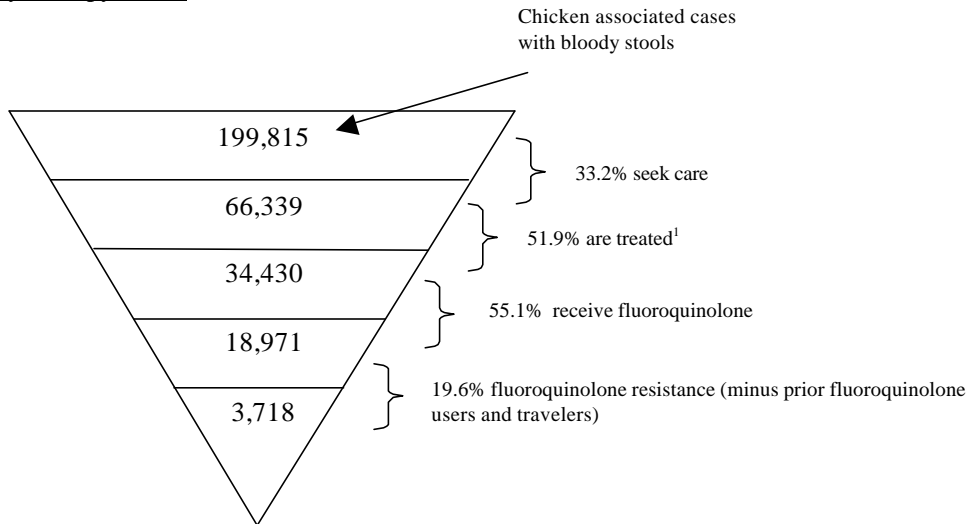 Chicken associated cases
with bloody stools
199,815
33.2% seek care
66,339
51.9% are treated¹
34,430
55.1% receive fluoroquinolone
18,971
19.6% fluoroquinolone resistance (minus prior fluoroquinolone
users and travelers)
3,718